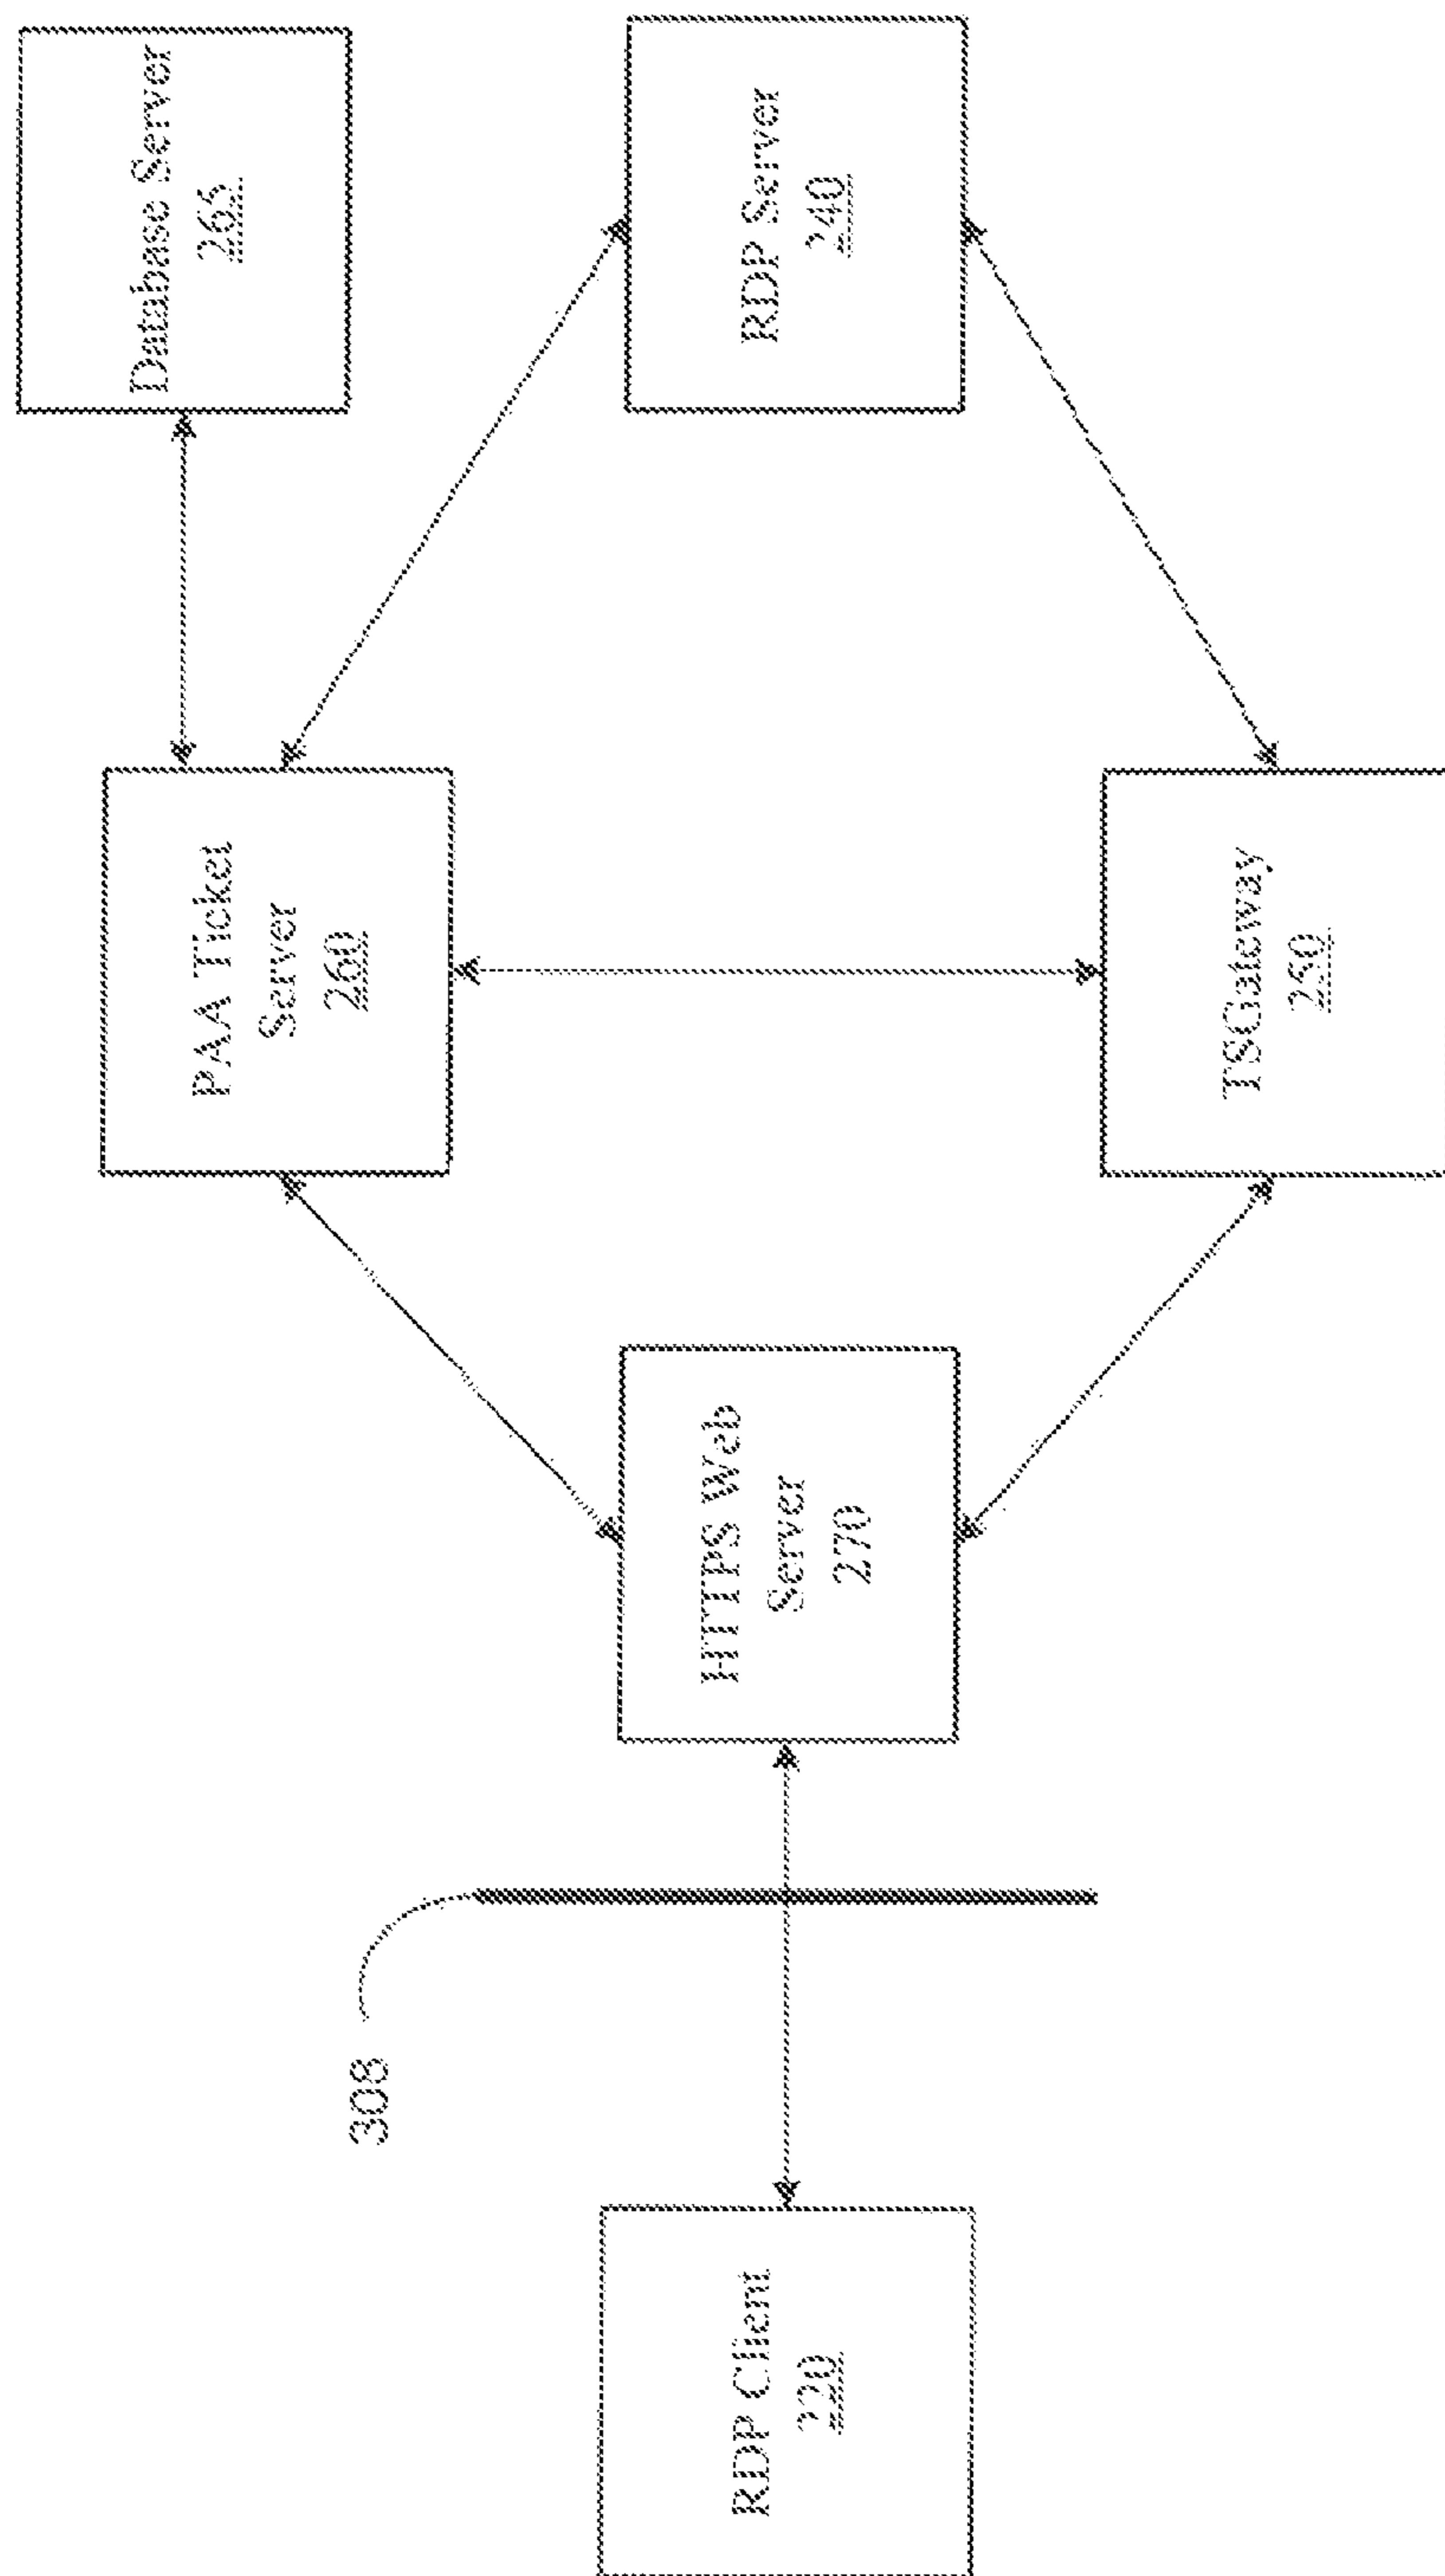 RDP Client
220
308
HTTPS Web
Server
270
PAA Ticket
Server
260
TSGateway
250
Database Server
265
RDP Server
240